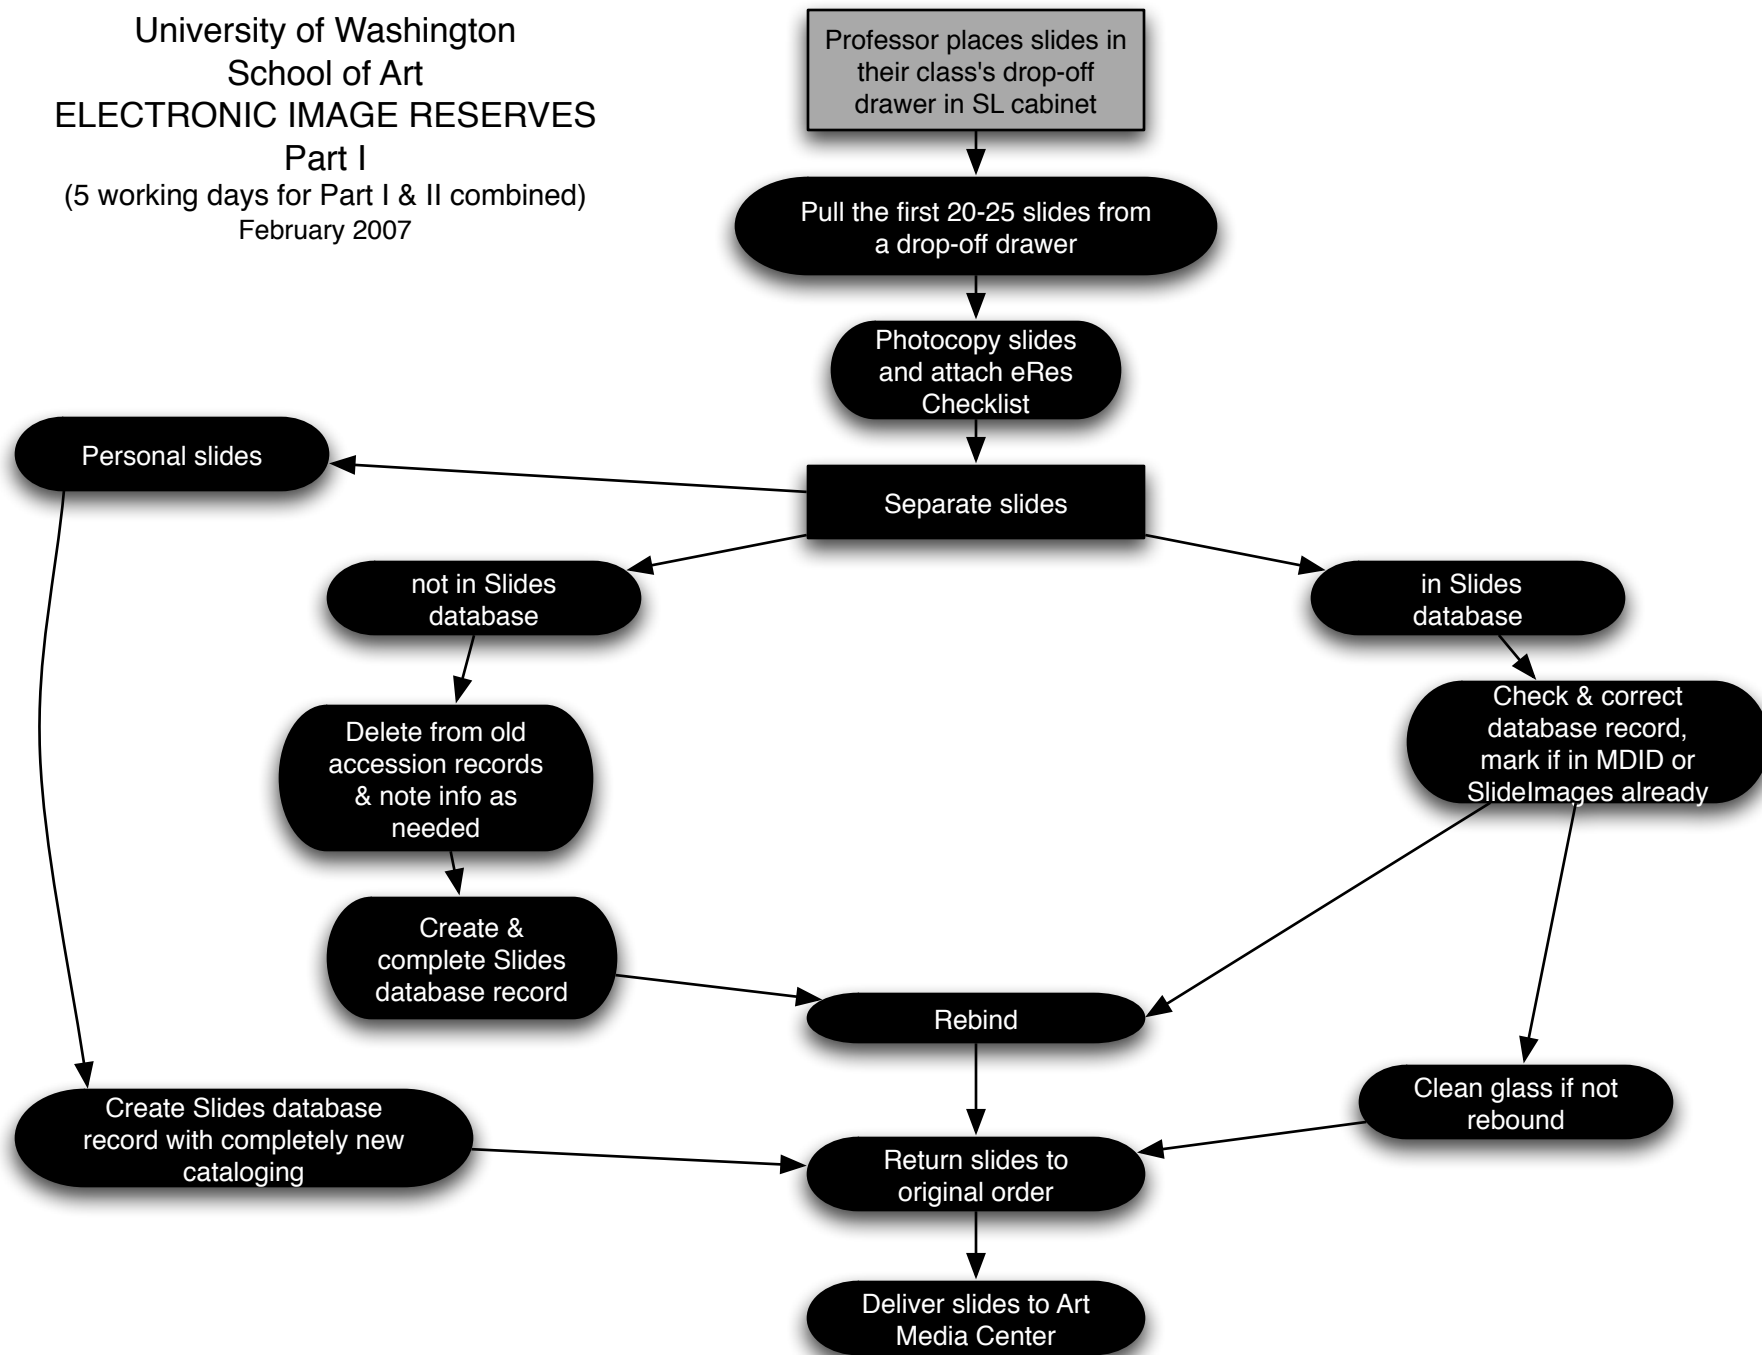 University of Washington
School of Art
ELECTRONIC IMAGE RESERVES
Part I
(5 working days for Part I & II combined)
February 2007
Professor places slides in
their class's drop-off
drawer in SL cabinet
Pull the first 20-25 slides from
a drop-off drawer
Photocopy slides
and attach eRes
Checklist
Personal slides
Separate slides
not in Slides
database
in Slides
database
Delete from old
accession records
& note info as
needed
Check & correct
database record,
mark if in MDID or
SlideImages already
Create &
complete Slides
database record
Rebind
Create Slides database
record with completely new
cataloging
Clean glass if not
rebound
Return slides to
original order
Deliver slides to Art
Media Center